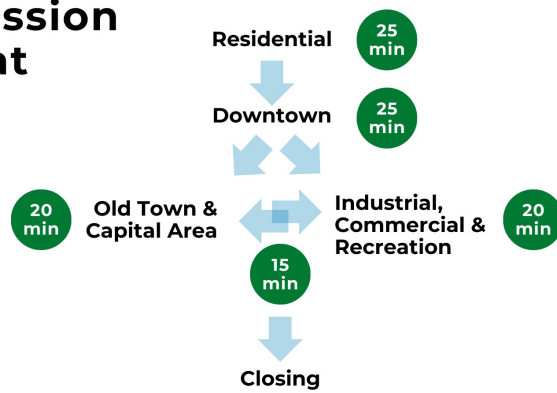 Residential
25
min
Downtown
25
min
20
min
Old Town &
Capital Area
Industrial,
Commercial &
Recreation
20
min
15
min
Closing